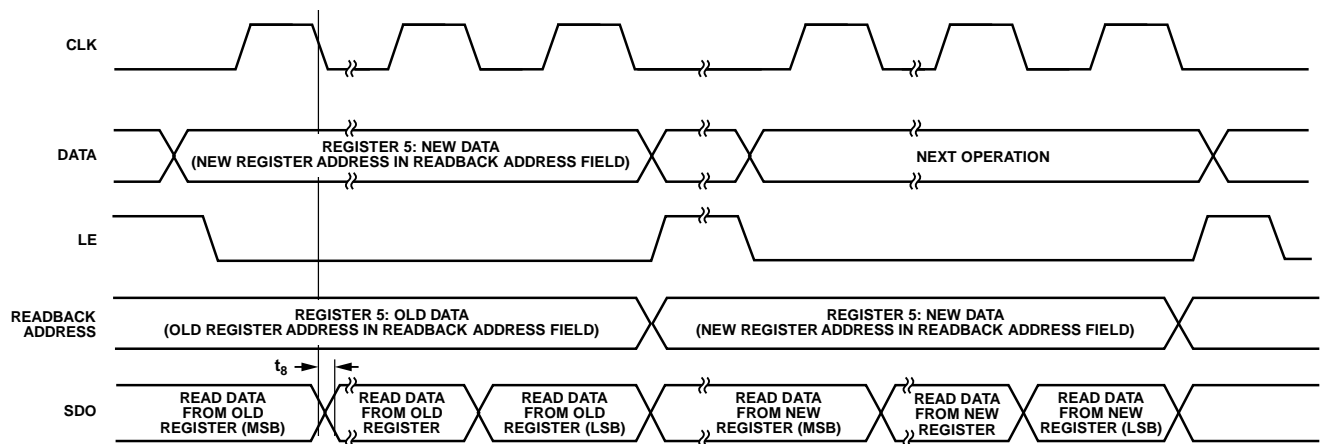 CLK
DATA
REGISTER 5: NEW DATA
(NEW REGISTER ADDRESS IN READBACK ADDRESS FIELD)
NEXT OPERATION
LE
READBACK
ADDRESS
REGISTER 5: OLD DATA
(OLD REGISTER ADDRESS IN READBACK ADDRESS FIELD)
REGISTER 5: NEW DATA
(NEW REGISTER ADDRESS IN READBACK ADDRESS FIELD)
t8
SDO
READ DATA
FROM OLD
REGISTER (MSB)
READ DATA
FROM OLD
REGISTER
READ DATA
FROM OLD
REGISTER (LSB)
READ DATA
FROM NEW
REGISTER (MSB)
READ DATA
FROM NEW
REGISTER
READ DATA
FROM NEW
REGISTER (LSB)